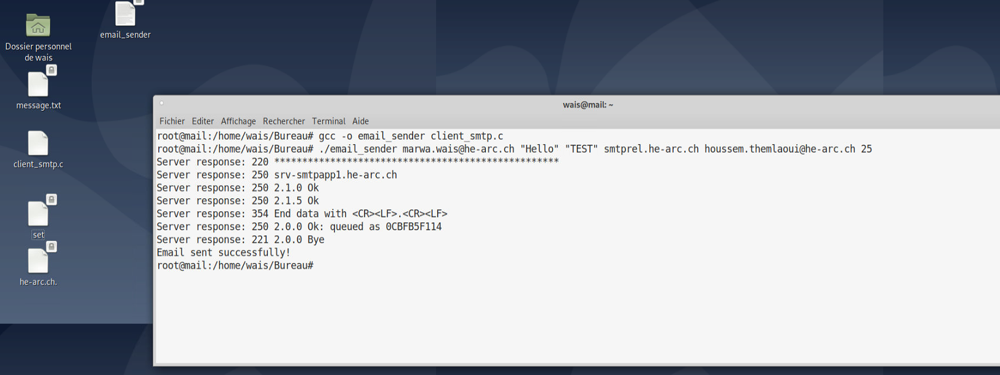 email_sender
Dossier personnel
de wais
message.txt
client_smtp.c
set
he-arc.ch.
wais@mail: ~
Fichier Editer Affichage Rechercher Terminal Aide
root@mail:/home/wais/Bureau# gcc -o email_sender client_smtp.c
root@mail:/home/wais/Bureau# ./email_sender marwa.wais@he-arc.ch "Hello" "TEST" smtprel.he-arc.ch houssem.themlaoui@he-arc.ch 25
Server response: 220 ***************************************************
Server response: 250 srv-smtpapp1.he-arc.ch
Server response: 250 2.1.0 Ok
Server response: 250 2.1.5 Ok
Server response: 354 End data with <CR><LF>.<CR><LF>
Server response: 250 2.0.0 Ok: queued as 0CBFB5F114
Server response: 221 2.0.0 Bye
Email sent successfully!
root@mail:/home/wais/Bureau#